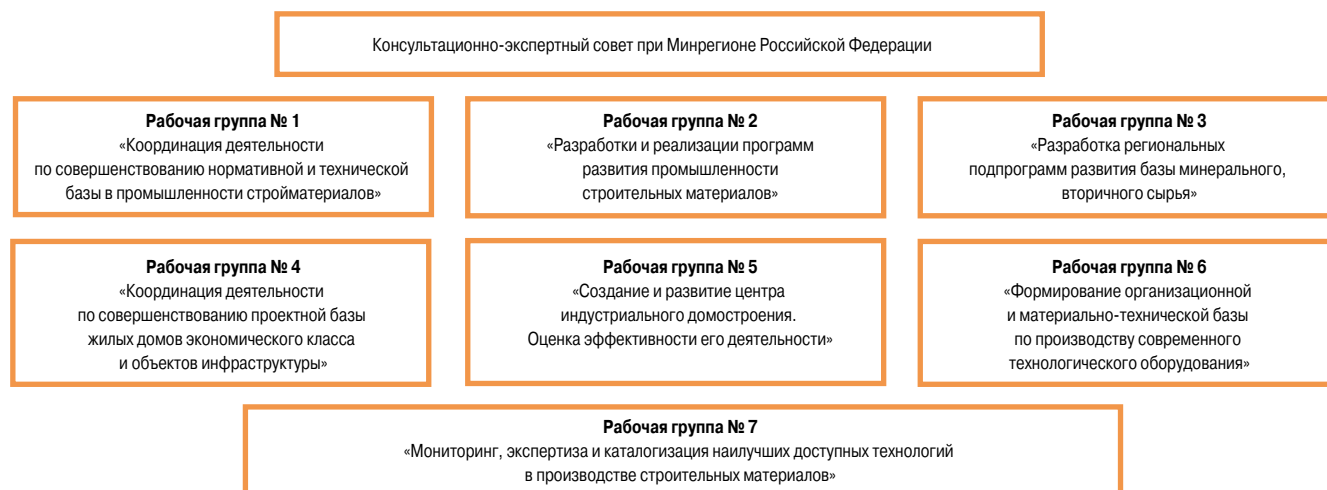 Консультационно-экспертный совет при Минрегионе Российской Федерации
Рабочая группа № 1
«Координация деятельности
по совершенствованию нормативной и технической
базы в промышленности стройматериалов»
Рабочая группа № 2
«Разработки и реализации программ
развития промышленности
строительных материалов»
Рабочая группа № 3
«Разработка региональных
подпрограмм развития базы минерального,
вторичного сырья»
Рабочая группа № 4
«Координация деятельности
по совершенствованию проектной базы
жилых домов экономического класса
и объектов инфраструктуры»
Рабочая группа № 5
«Создание и развитие центра
индустриального домостроения.
Оценка эффективности его деятельности»
Рабочая группа № 6
«Формирование организационной
и материально-технической базы
по производству современного
технологического оборудования»
Рабочая группа № 7
«Мониторинг, экспертиза и каталогизация наилучших доступных технологий
в производстве строительных материалов»